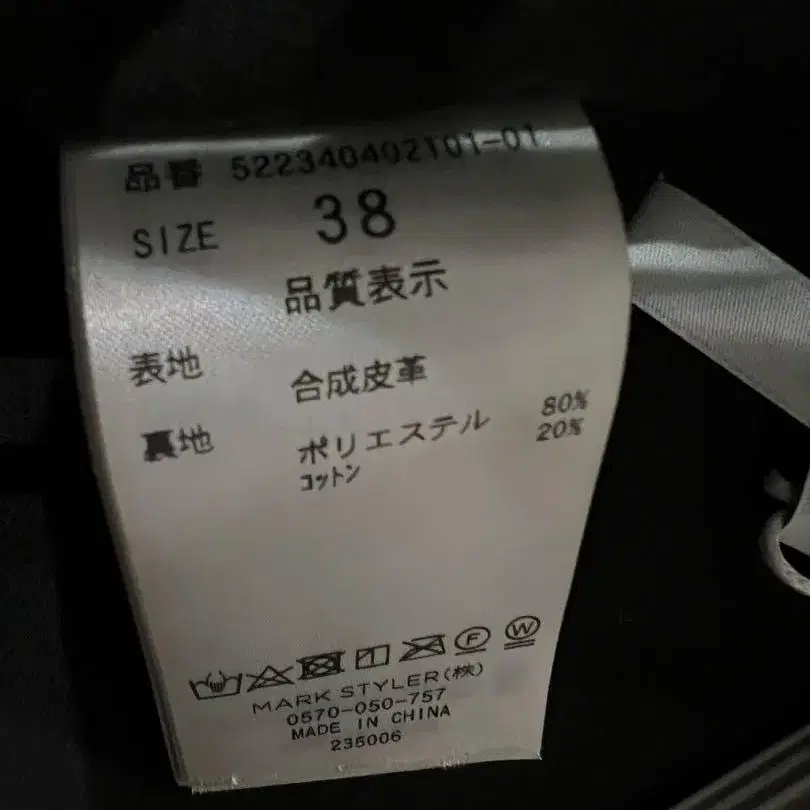 品番 522340402101-01
SIZE 38
品質表示
表地 合成皮革
裏地 ポリエステル 80%
コットン 20%
F W
MARK STYLER(株)
0570-050-757
MADE IN CHINA
235006